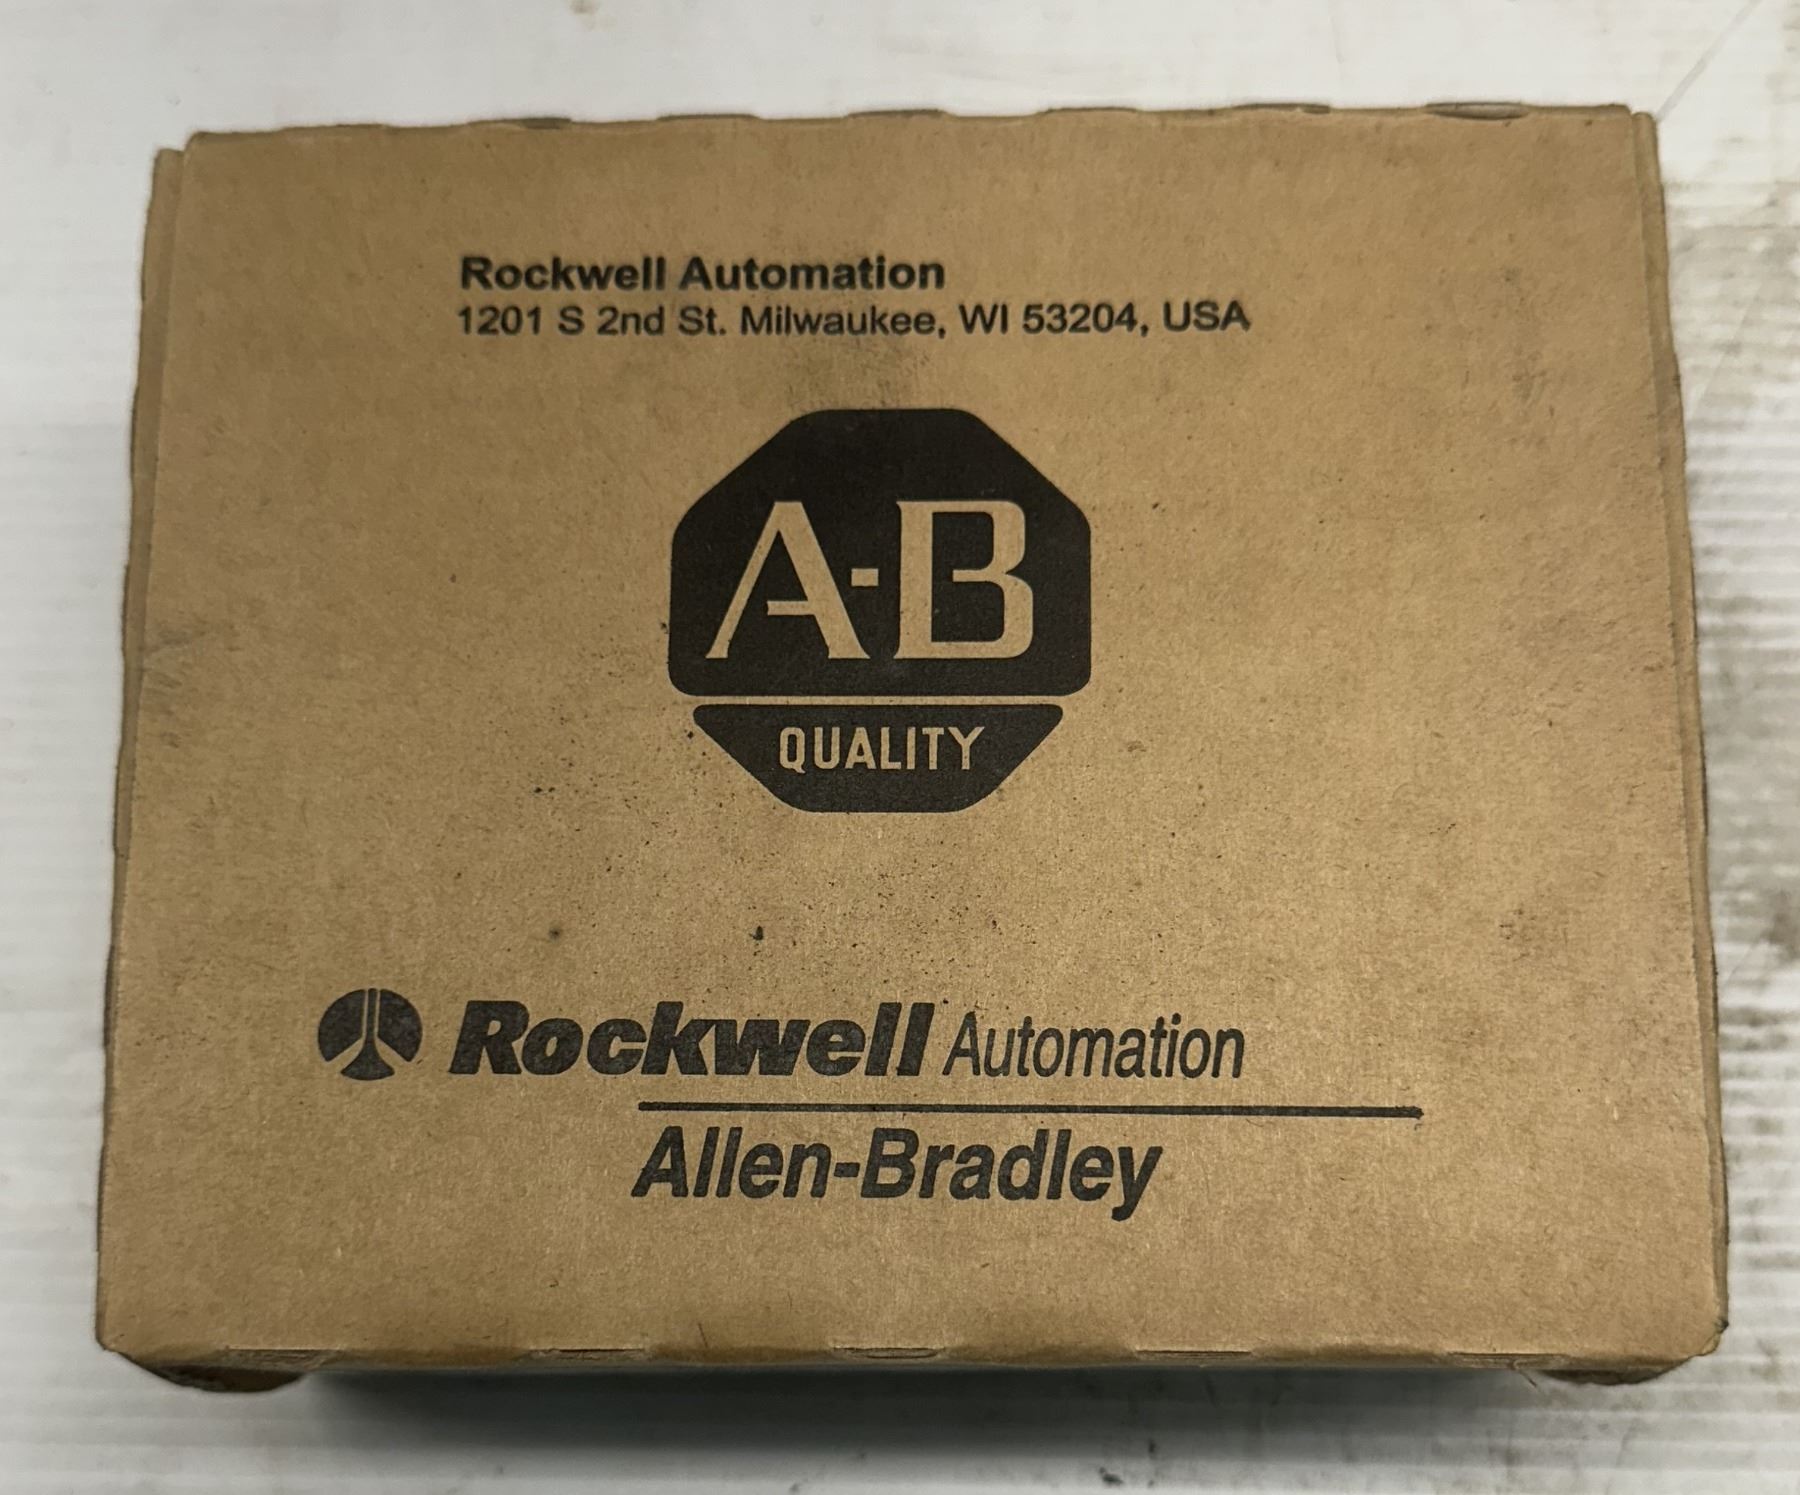 Rockwell Automation
1201 S 2nd St. Milwaukee, WI 53204, USA
A-B
QUALITY
Rockwell Automation
Allen-Bradley